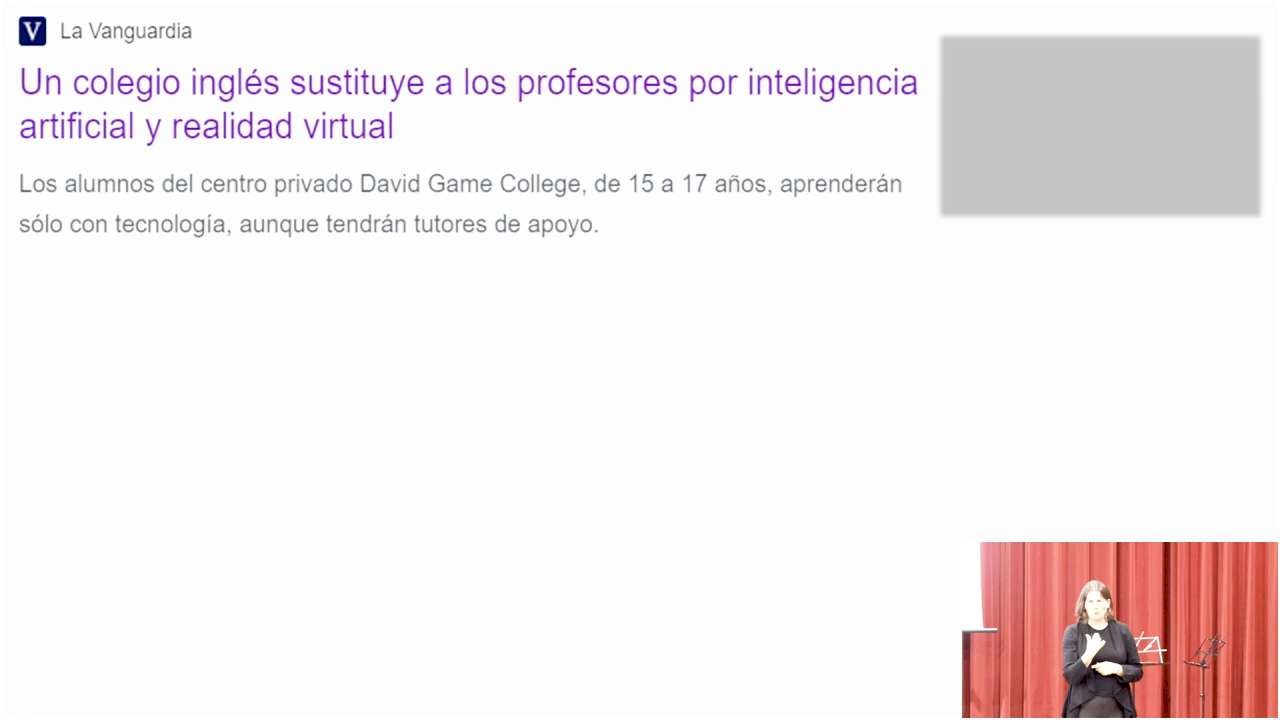 V La Vanguardia
Un colegio inglés sustituye a los profesores por inteligencia
artificial y realidad virtual
Los alumnos del centro privado David Game College, de 15 a 17 años, aprenderán
sólo con tecnología, aunque tendrán tutores de apoyo.